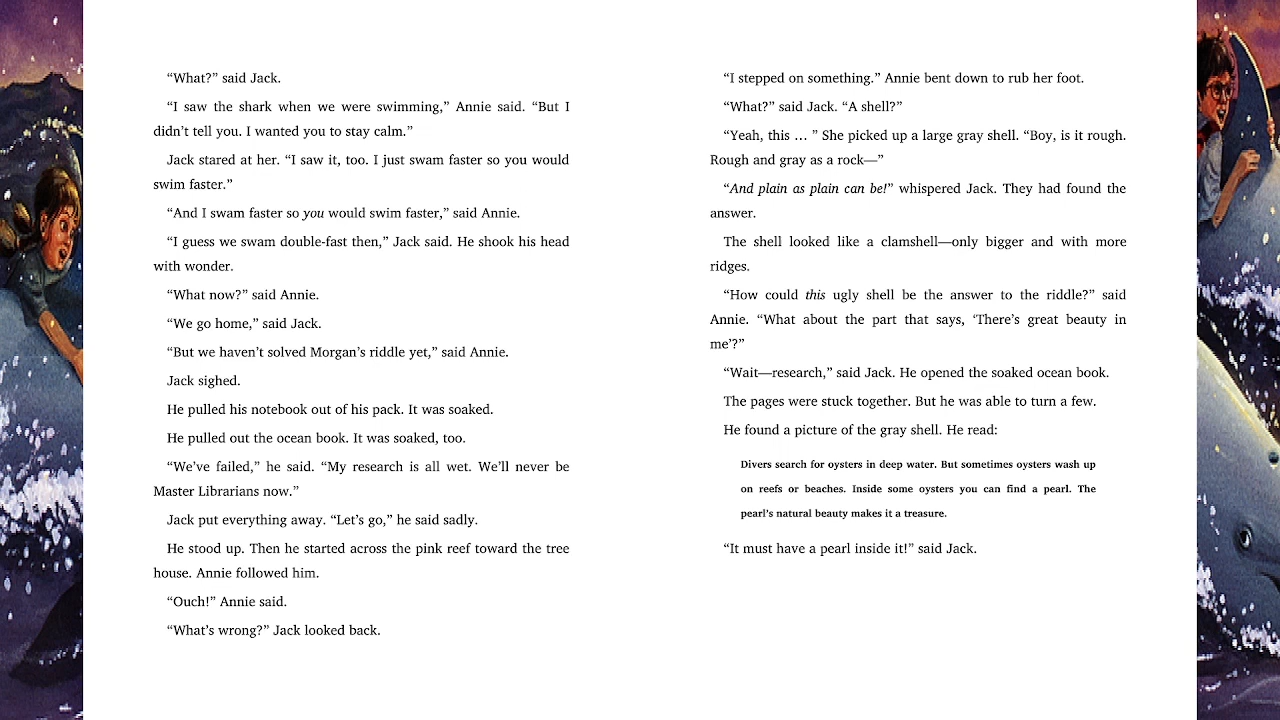 “What?” said Jack.
“I saw the shark when we were swimming,” Annie said. “But I
didn’t tell you. I wanted you to stay calm.”
Jack stared at her. “I saw it, too. I just swam faster so you would
swim faster.”
“And I swam faster so you would swim faster,” said Annie.
“I guess we swam double-fast then,” Jack said. He shook his head
with wonder.
“What now?” said Annie.
“We go home,” said Jack.
“But we haven’t solved Morgan’s riddle yet,” said Annie.
Jack sighed.
He pulled his notebook out of his pack. It was soaked.
He pulled out the ocean book. It was soaked, too.
“We’ve failed,” he said. “My research is all wet. We’ll never be
Master Librarians now.”
Jack put everything away. “Let’s go,” he said sadly.
He stood up. Then he started across the pink reef toward the tree
house. Annie followed him.
“Ouch!” Annie said.
“What’s wrong?” Jack looked back.
“I stepped on something.” Annie bent down to rub her foot.
“What?” said Jack. “A shell?”
“Yeah, this … ” She picked up a large gray shell. “Boy, is it rough.
Rough and gray as a rock—”
“And plain as plain can be!” whispered Jack. They had found the
answer.
The shell looked like a clamshell—only bigger and with more
ridges.
“How could this ugly shell be the answer to the riddle?” said
Annie. “What about the part that says, ‘There’s great beauty in
me’?”
“Wait—research,” said Jack. He opened the soaked ocean book.
The pages were stuck together. But he was able to turn a few.
He found a picture of the gray shell. He read:
Divers search for oysters in deep water. But sometimes oysters wash up
on reefs or beaches. Inside some oysters you can find a pearl. The
pearl’s natural beauty makes it a treasure.
“It must have a pearl inside it!” said Jack.